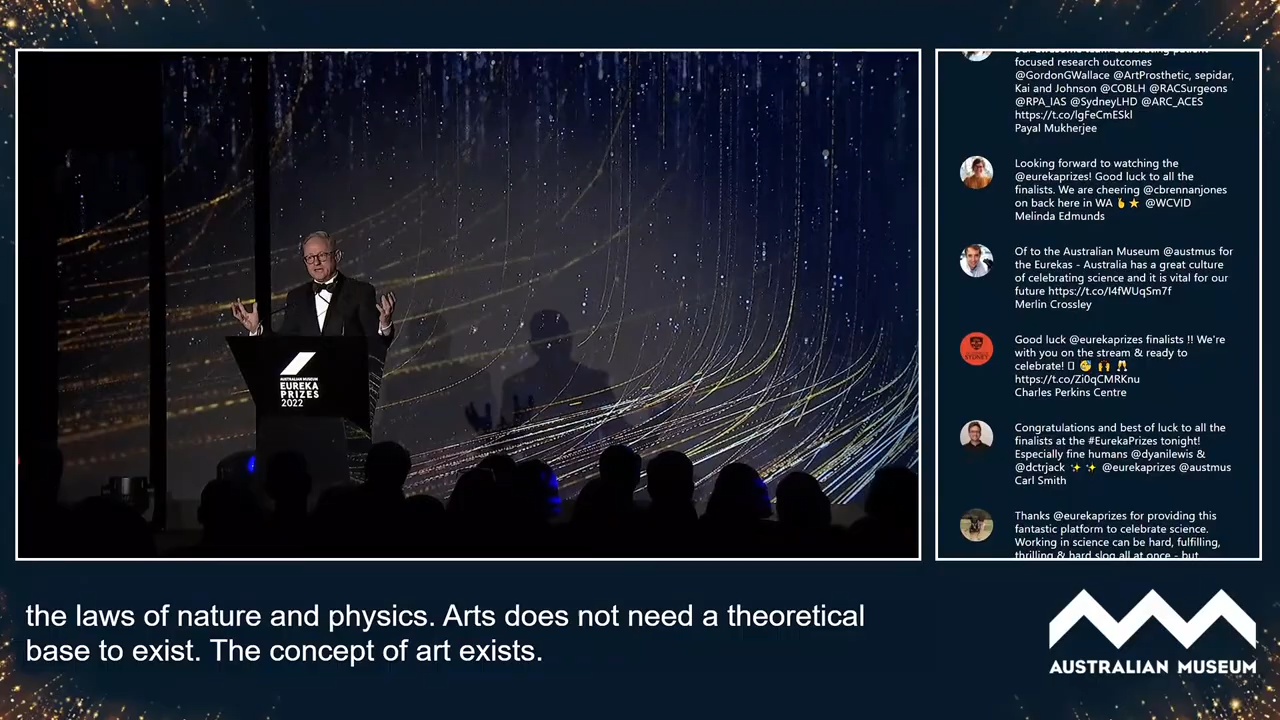 AUSTRALIAN MUSEUM
EUREKA
PRIZES
2022
focused research outcomes
@GordonGWallace @ArtProsthetic, sepidar,
Kai and Johnson @COBLH @RACSurgeons
@RPA_IAS @SydneyLHD @ARC_ACES
https://t.co/lgFeCmESkl
Payal Mukherjee
Looking forward to watching the
@eurekaprizes! Good luck to all the
finalists. We are cheering @cbrennanjones
on back here in WA 🤞⭐ @WCVID
Melinda Edmunds
Of to the Australian Museum @austmus for
the Eurekas - Australia has a great culture
of celebrating science and it is vital for our
future https://t.co/I4fWUqSm7f
Merlin Crossley
Good luck @eurekaprizes finalists !! We're
with you on the stream & ready to
celebrate! 🥳 🙌 🥂
https://t.co/Zi0qCMRKnu
Charles Perkins Centre
Congratulations and best of luck to all the
finalists at the #EurekaPrizes tonight!
Especially fine humans @dyanilewis &
@dctrjack ✨ ✨ @eurekaprizes @austmus
Carl Smith
Thanks @eurekaprizes for providing this
fantastic platform to celebrate science.
Working in science can be hard, fulfilling,
thrilling & hard slog all at once - but
the laws of nature and physics. Arts does not need a theoretical
base to exist. The concept of art exists.
AUSTRALIAN MUSEUM